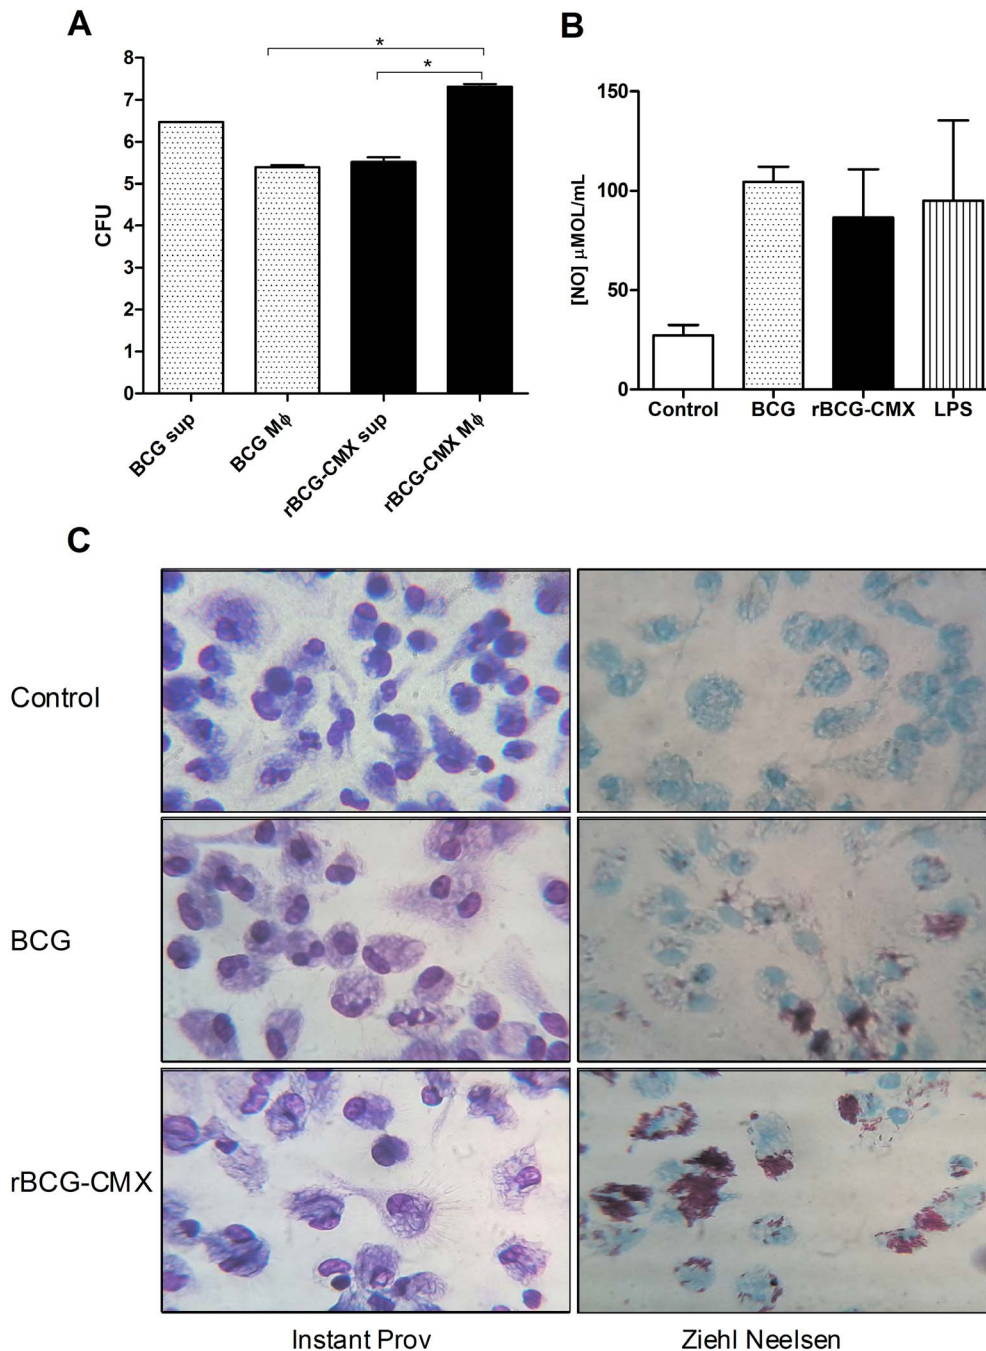 A
*
*
8
7
6
5
4
3
2
1
0
CFU
BCG sup
BCG Mϕ
rBCG-CMX sup
rBCG-CMX Mϕ
B
150
100
50
0
[NO] µMOL/mL
Control
BCG
rBCG-CMX
LPS
C
Control
BCG
rBCG-CMX
Instant Prov
Ziehl Neelsen